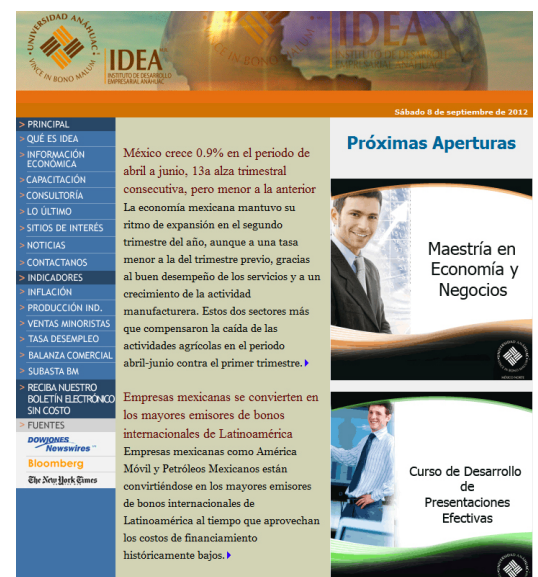 UNIVERSIDAD ANÁHUAC
VINCE IN BONO MALUM
IDEA
INSTITUTO DE DESARROLLO
EMPRESARIAL ANÁHUAC
Sábado 8 de septiembre de 2012
> PRINCIPAL
> QUÉ ES IDEA
> INFORMACIÓN
ECONÓMICA
> CAPACITACIÓN
> CONSULTORÍA
> LO ÚLTIMO
> SITIOS DE INTERÉS
> NOTICIAS
> CONTACTANOS
> INDICADORES
> INFLACIÓN
> PRODUCCIÓN IND.
> VENTAS MINORISTAS
> TASA DESEMPLEO
> BALANZA COMERCIAL
> SUBASTA BM
> RECIBA NUESTRO
BOLETÍN ELECTRÓNICO
SIN COSTO
> FUENTES
DOWJONES
Newswires
Bloomberg
The New York Times
México crece 0.9% en el periodo de
abril a junio, 13a alza trimestral
consecutiva, pero menor a la anterior
La economía mexicana mantuvo su
ritmo de expansión en el segundo
trimestre del año, aunque a una tasa
menor a la del trimestre previo, gracias
al buen desempeño de los servicios y a un
crecimiento de la actividad
manufacturera. Estos dos sectores más
que compensaron la caída de las
actividades agrícolas en el periodo
abril-junio contra el primer trimestre.
Empresas mexicanas se convierten en
los mayores emisores de bonos
internacionales de Latinoamérica
Empresas mexicanas como América
Móvil y Petróleos Mexicanos están
convirtiéndose en los mayores emisores
de bonos internacionales de
Latinoamérica al tiempo que aprovechan
los costos de financiamiento
históricamente bajos.
Próximas Aperturas
Maestría en
Economía y
Negocios
Curso de Desarrollo
de
Presentaciones
Efectivas